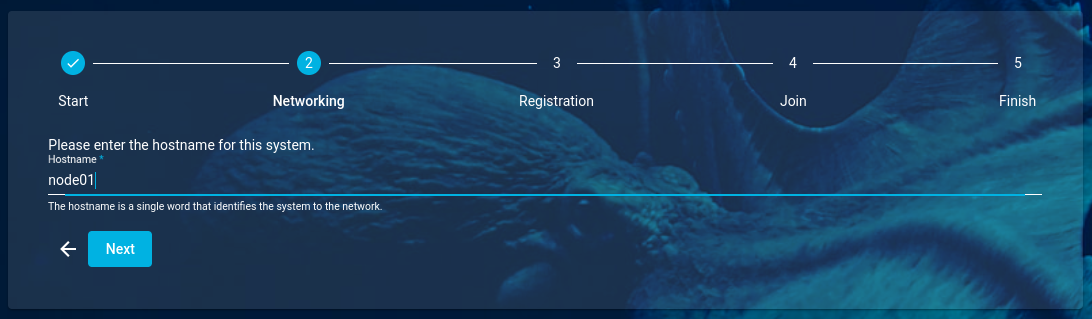 2 3 4 5
Start Networking Registration Join Finish
Please enter the hostname for this system.
Hostname *
node01
The hostname is a single word that identifies the system to the network.
Next